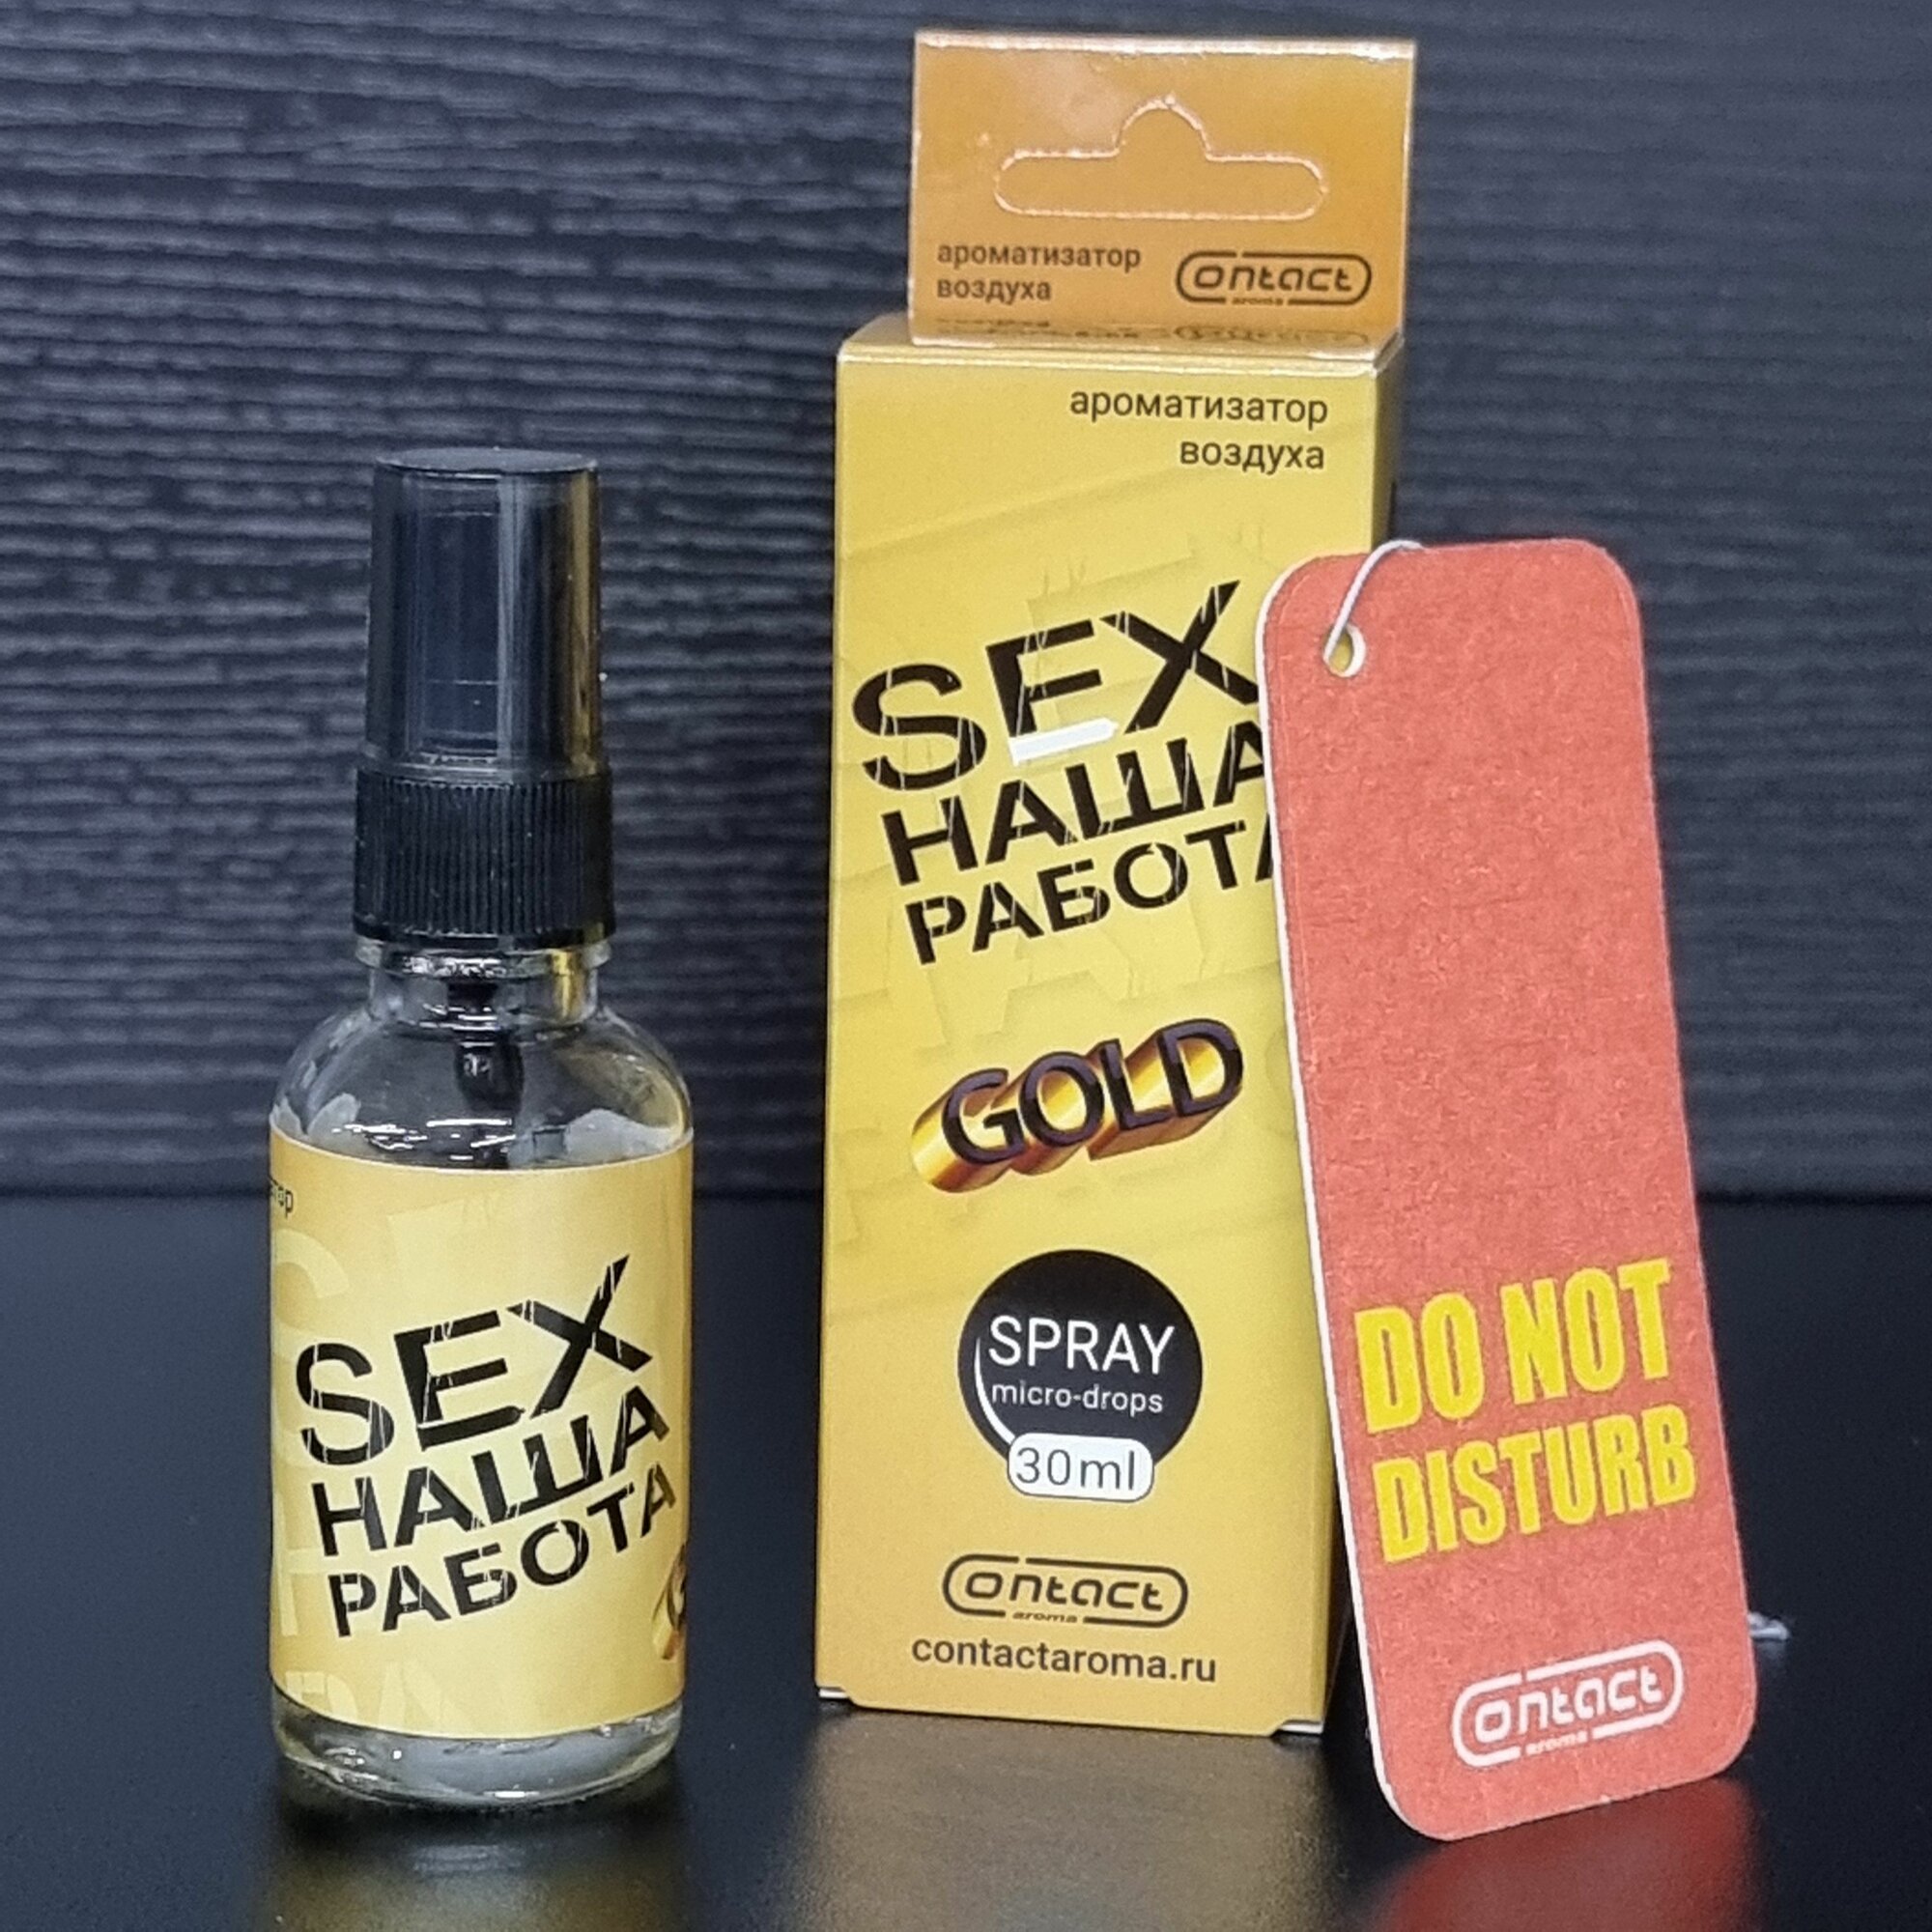 ароматизатор
воздуха
ontact
aroma
ароматизатор
воздуха
SEX
НАША
РАБОТА
GOLD
SPRAY
micro-drops
30ml
ontact
aroma
contactaroma.ru
SEX
НАША
РАБОТА
DO NOT
DISTURB
ontact
aroma